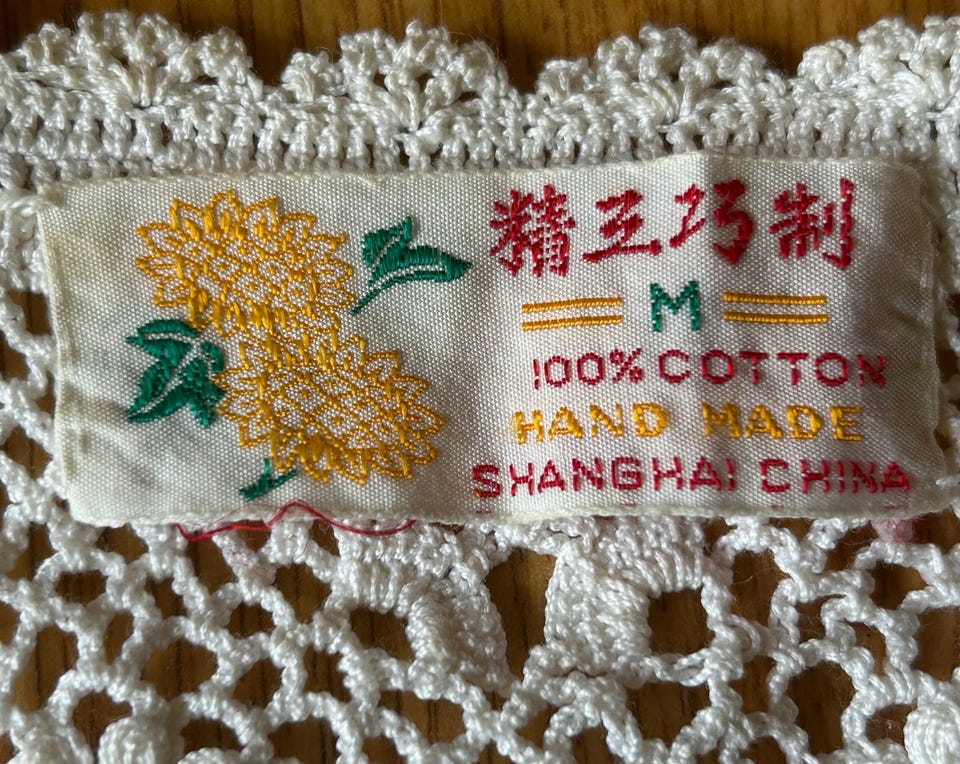 精工巧制
M
100% COTTON
HAND MADE
SHANGHAI CHINA